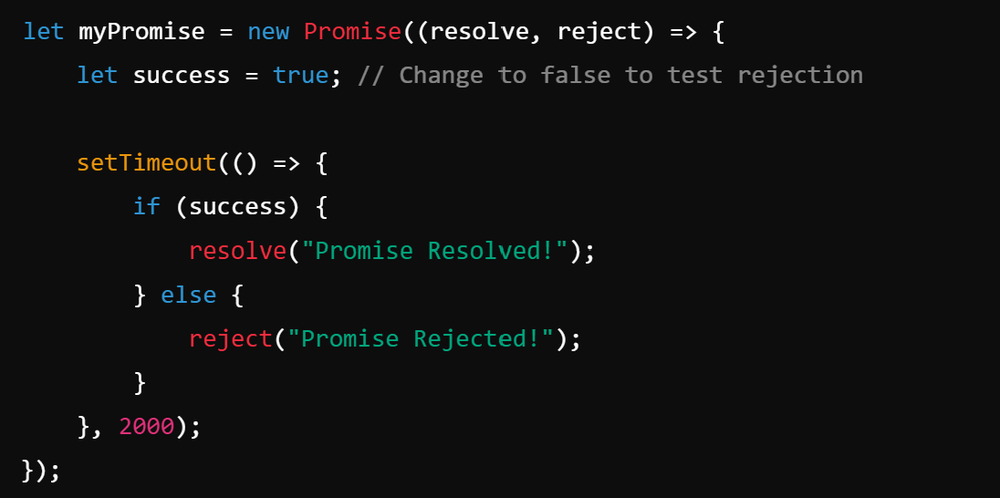 let myPromise = new Promise((resolve, reject) => {
    let success = true; // Change to false to test rejection

    setTimeout(() => {
        if (success) {
            resolve("Promise Resolved!");
        } else {
            reject("Promise Rejected!");
        }
    }, 2000);
});